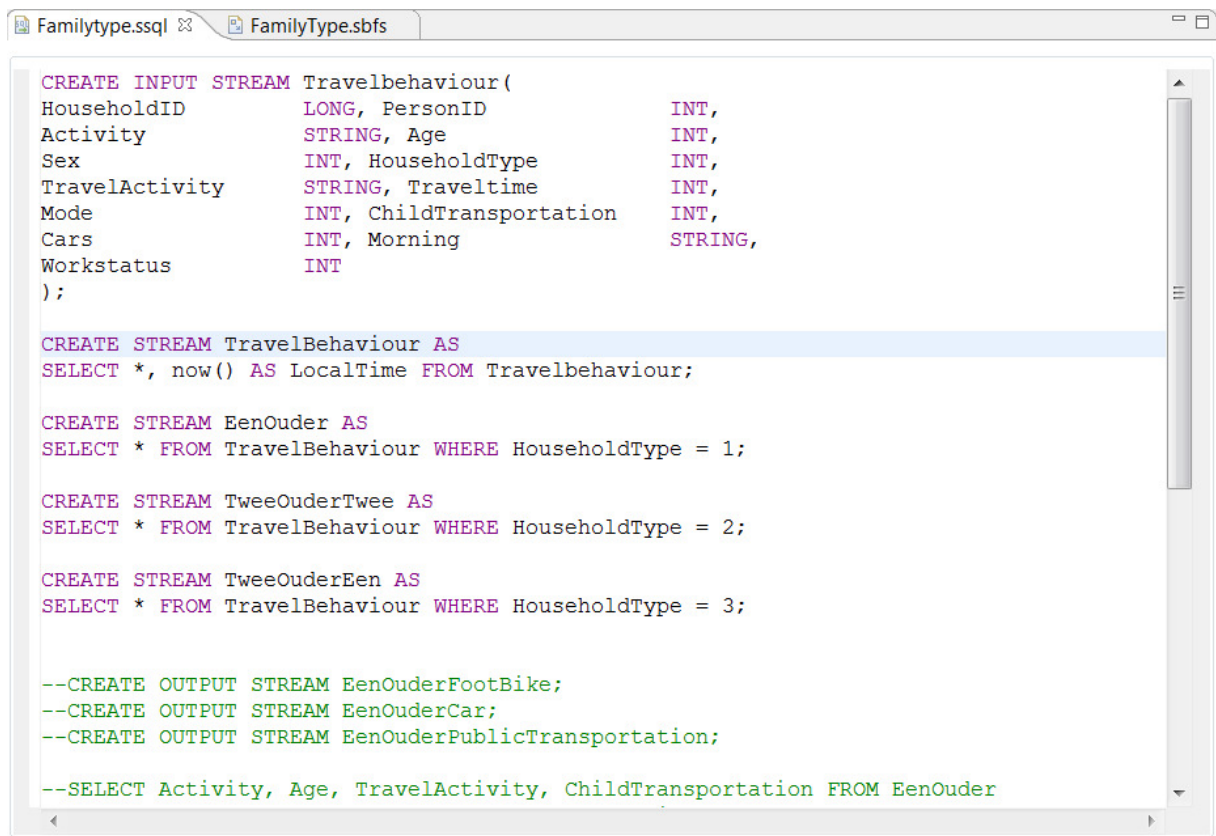 Familytype.ssql FamilyType.sbfs
CREATE INPUT STREAM Travelbehaviour(
HouseholdID LONG, PersonID INT,
Activity STRING, Age INT,
Sex INT, HouseholdType INT,
TravelActivity STRING, Traveltime INT,
Mode INT, ChildTransportation INT,
Cars INT, Morning STRING,
Workstatus INT
);
CREATE STREAM TravelBehaviour AS
SELECT *, now() AS LocalTime FROM Travelbehaviour;
CREATE STREAM EenOuder AS
SELECT * FROM TravelBehaviour WHERE HouseholdType = 1;
CREATE STREAM TweeOuderTwee AS
SELECT * FROM TravelBehaviour WHERE HouseholdType = 2;
CREATE STREAM TweeOuderEen AS
SELECT * FROM TravelBehaviour WHERE HouseholdType = 3;
--CREATE OUTPUT STREAM EenOuderFootBike;
--CREATE OUTPUT STREAM EenOuderCar;
--CREATE OUTPUT STREAM EenOuderPublicTransportation;
--SELECT Activity, Age, TravelActivity, ChildTransportation FROM EenOuder